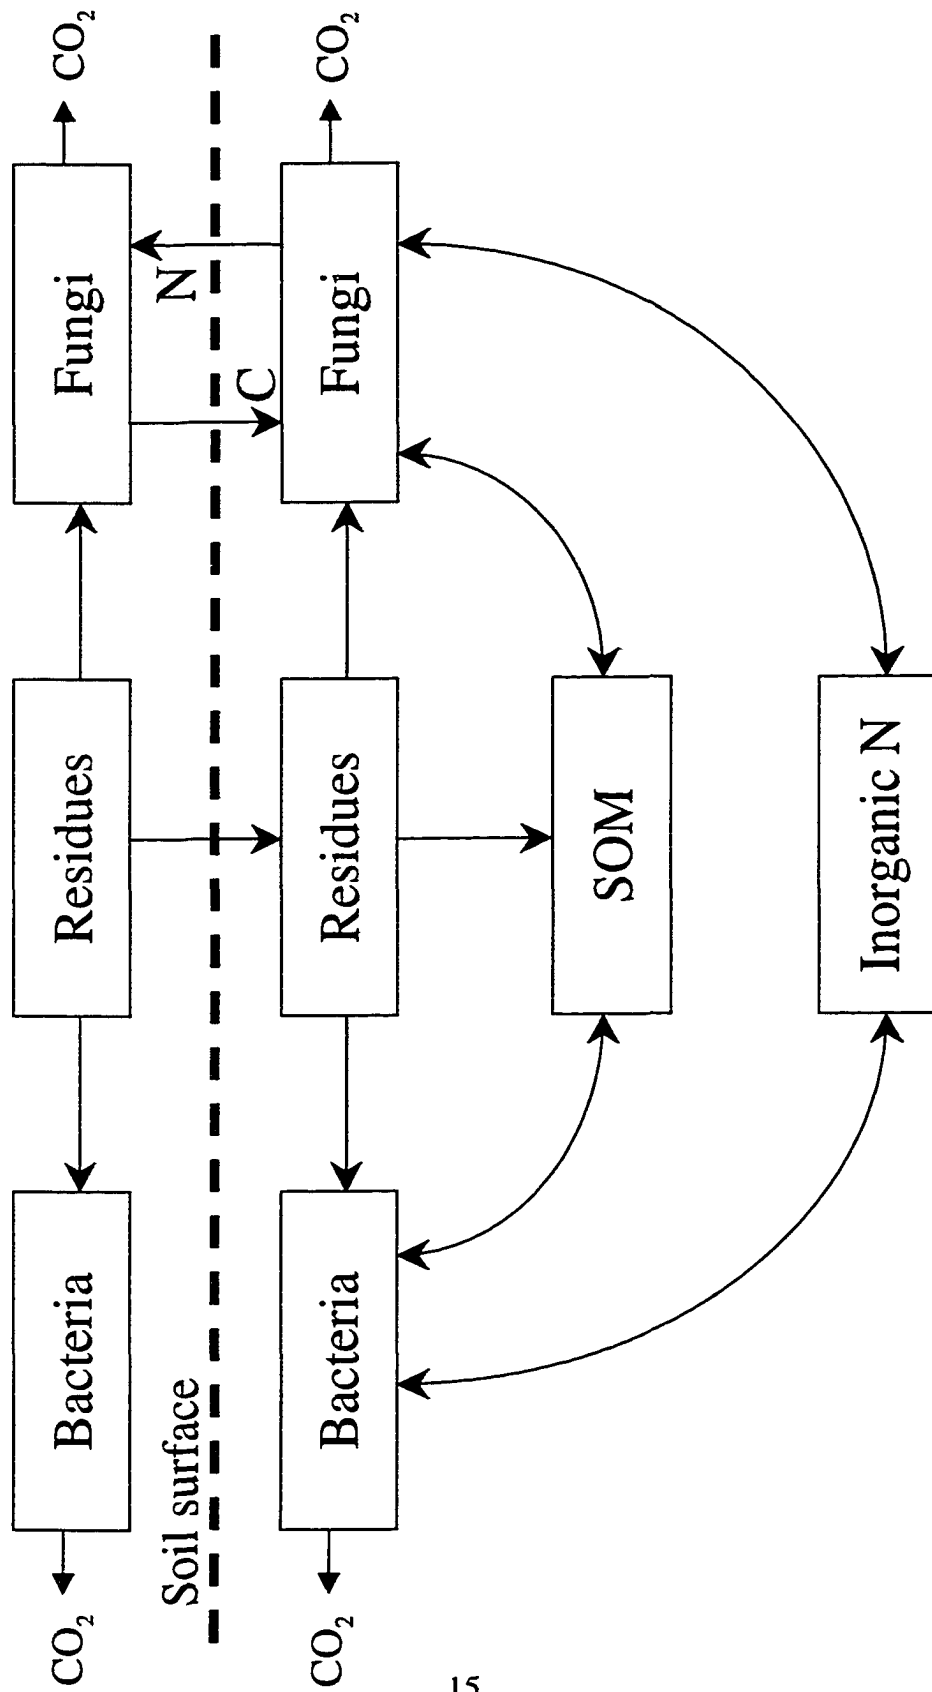 CO2
Bacteria
Residues
Fungi
CO2
N
Soil surface
C
CO2
Bacteria
Residues
Fungi
CO2
SOM
Inorganic N
15